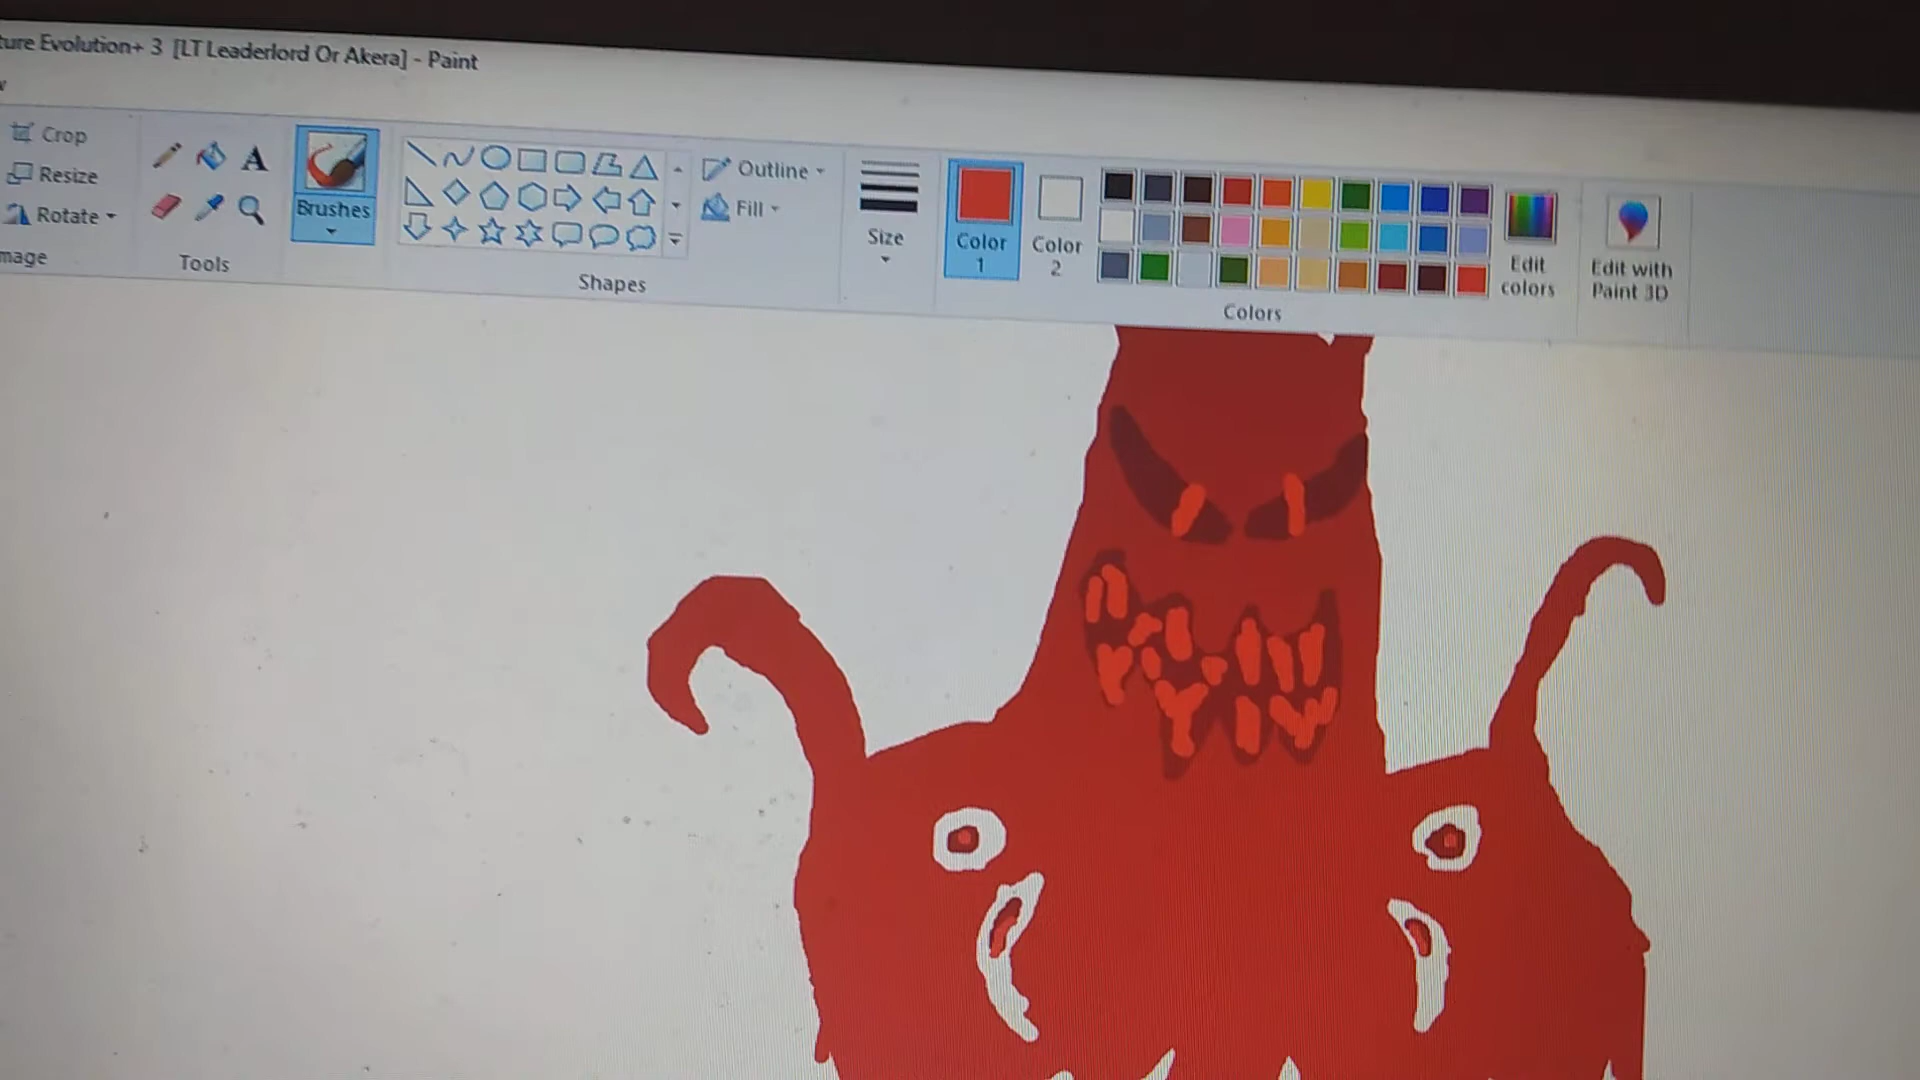 ture Evolution+ 3 [LT Leaderlord Or Akera] - Paint
Crop
Resize
Rotate
mage
A
Tools
Brushes
Shapes
Outline
Fill
Size
Color
1
Color
2
Colors
Edit
colors
Edit with
Paint 3D